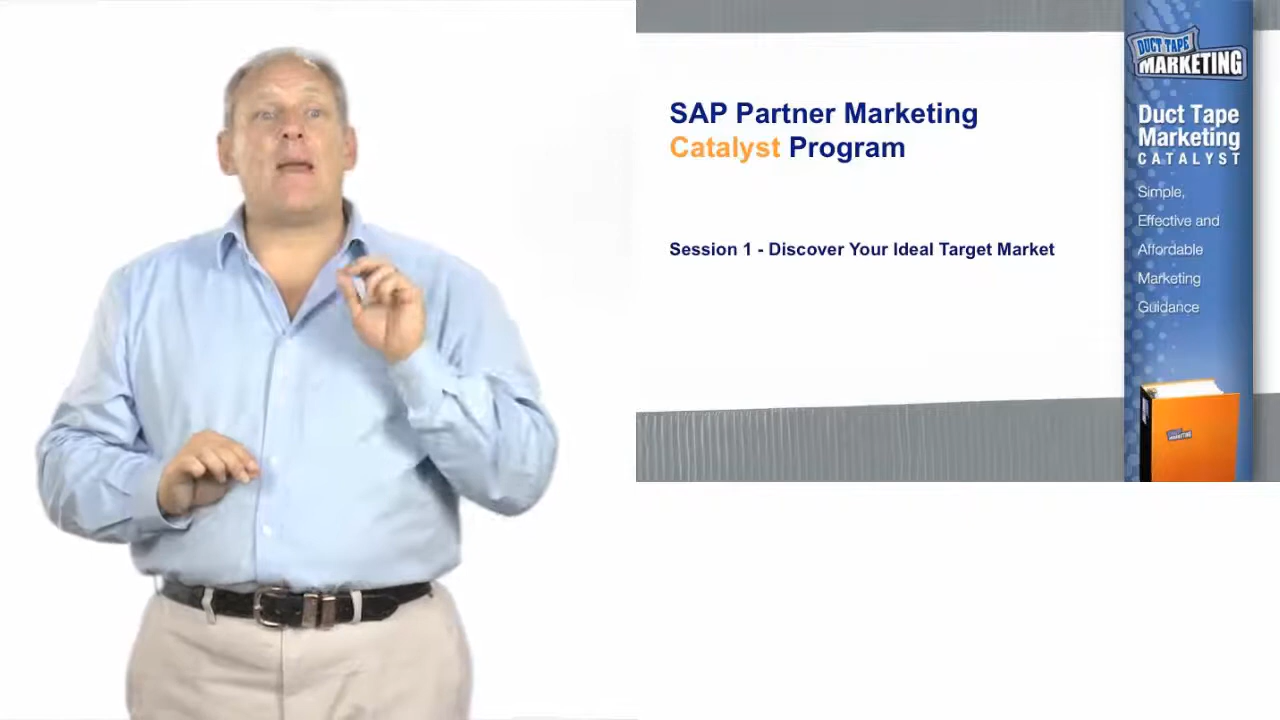 SAP Partner Marketing
Catalyst Program
Session 1 - Discover Your Ideal Target Market
DUCT TAPE
MARKETING
Duct Tape
Marketing
CATALYST
Simple,
Effective and
Affordable
Marketing
Guidance